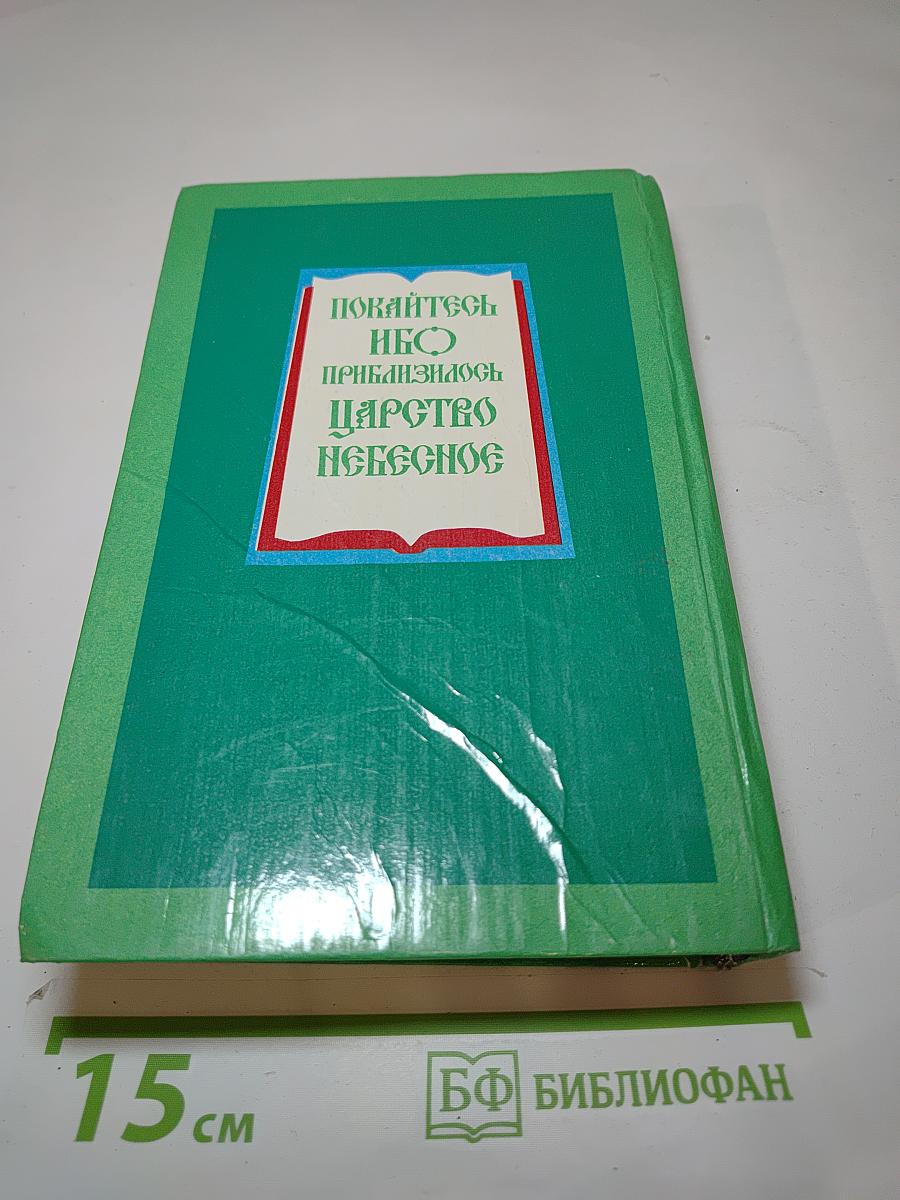 ПОКАЙТЕСЬ
ИБО
ПРИБЛИЗИЛОСЬ
ЦАРСТВО
НЕБЕСНОЕ
15 см
БФ БИБЛИОФАН